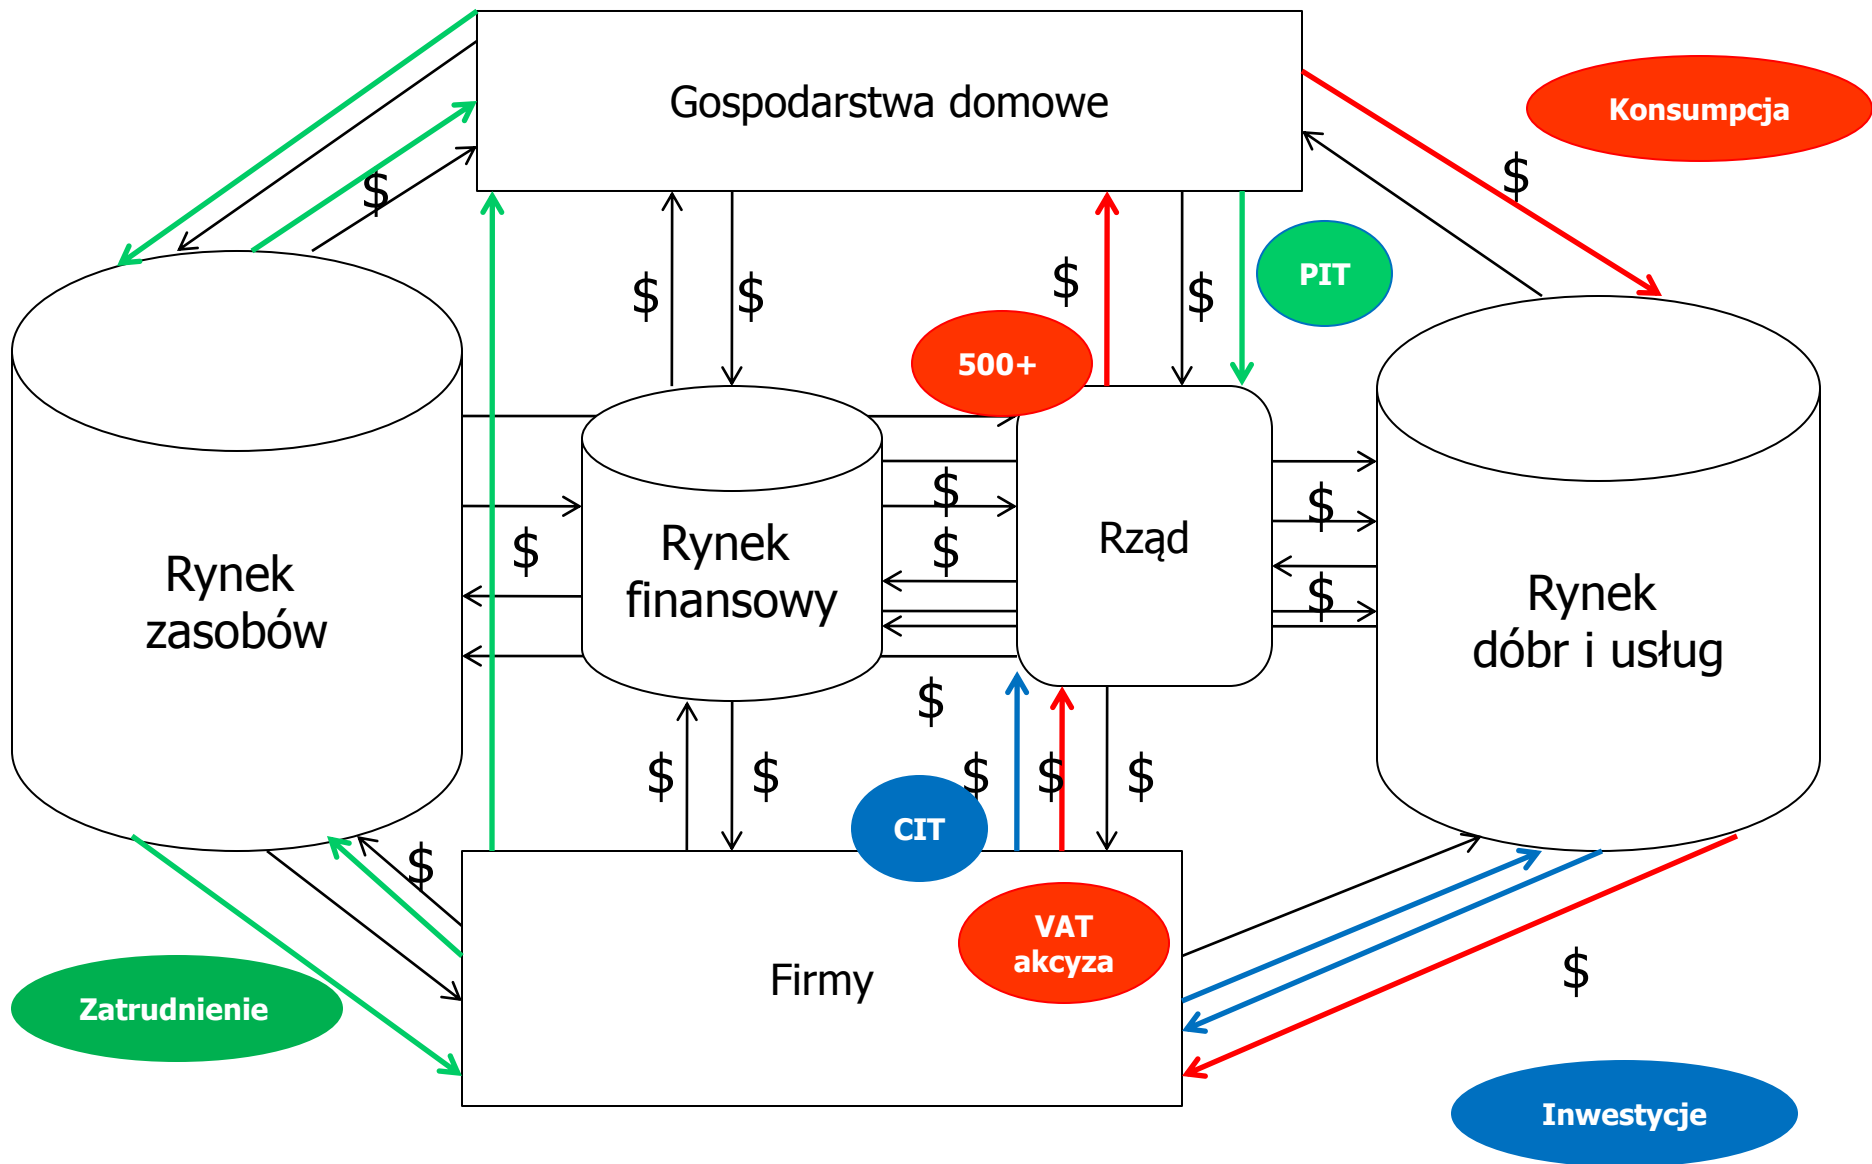 Gospodarstwa domowe
Konsumpcja
$
$
PIT
$
$
$
$
500+
$
$
$
$
Rynek
zasobów
Rynek
finansowy
Rząd
$
Rynek
dóbr i usług
$
$
$
$
$
$
CIT
$
VAT
akcyza
$
Firmy
Zatrudnienie
$
Inwestycje